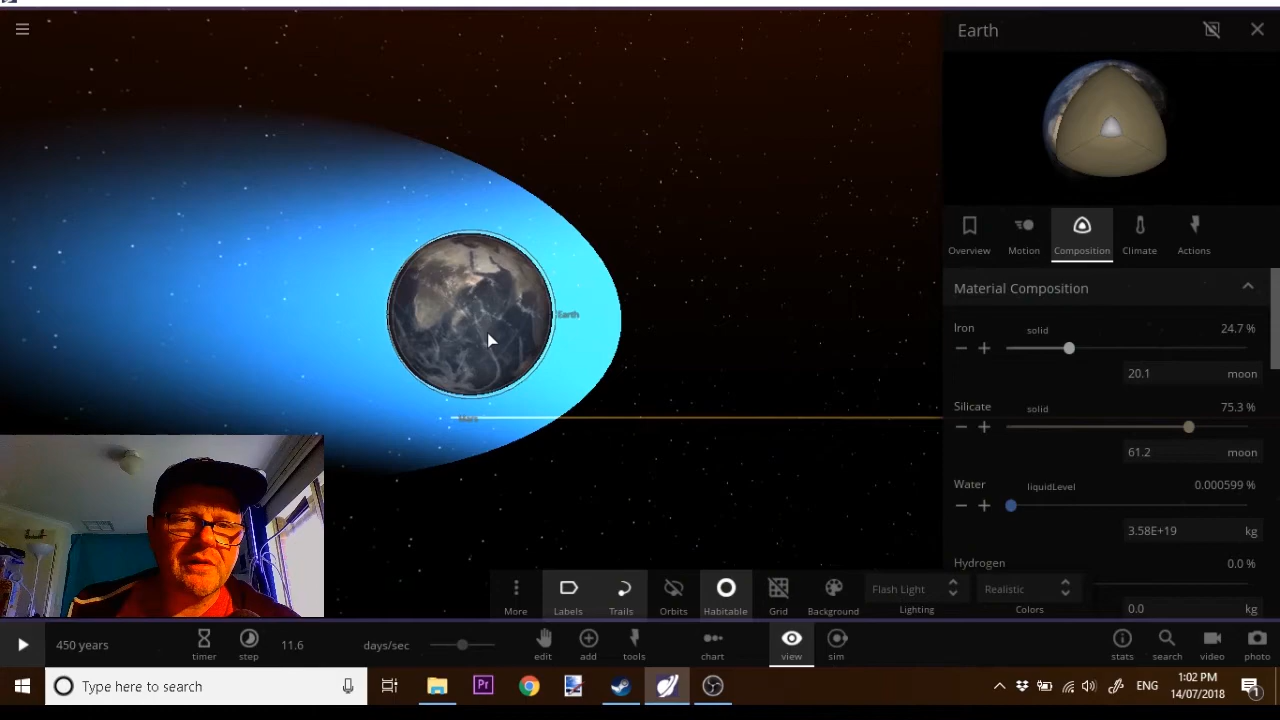 Earth
Overview
Motion
Composition
Climate
Actions
Material Composition
Iron
solid
24.7 %
20.1
moon
Silicate
solid
75.3 %
61.2
moon
Water
liquidLevel
0.000599 %
3.58E+19
kg
Hydrogen
0.0 %
0.0
kg
Earth
Mars
More
Labels
Trails
Orbits
Habitable
Grid
Background
Flash Light
Lighting
Realistic
Colors
450 years
timer
step
11.6
days/sec
edit
add
tools
chart
view
sim
stats
search
video
photo
Type here to search
Pr
ENG
1:02 PM
14/07/2018
1